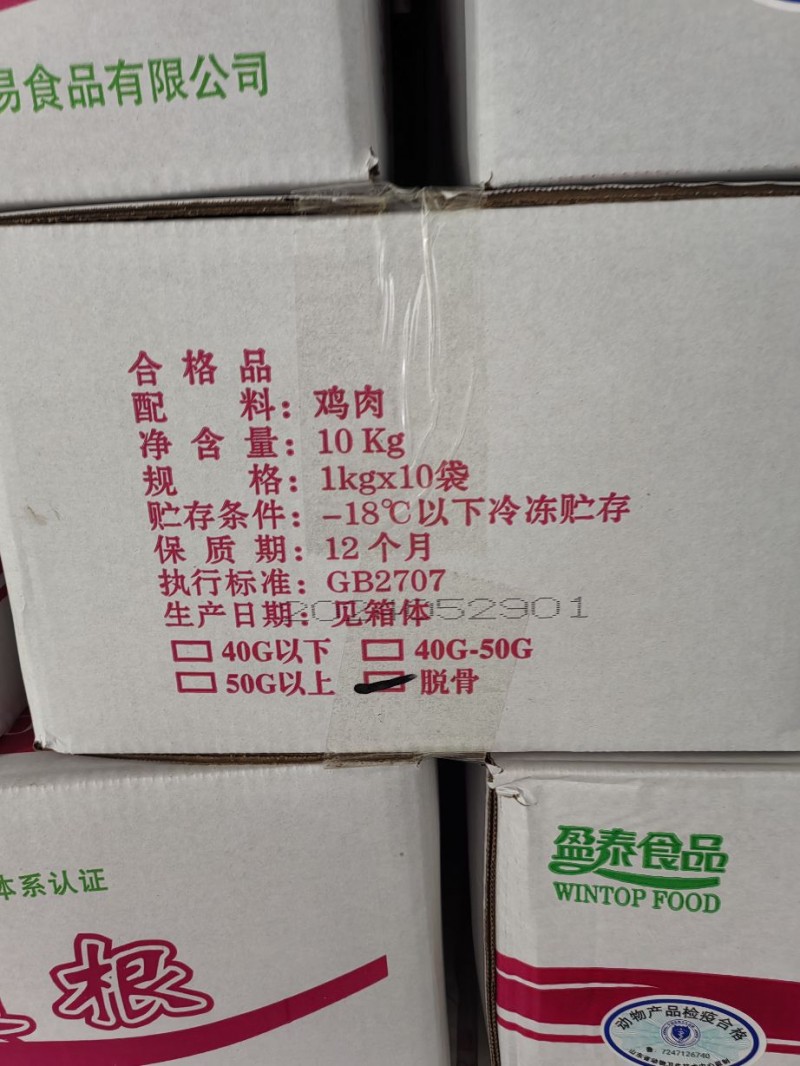 易食品有限公司
合格品
配料：鸡肉
净含量：10 Kg
规格：1kgx10袋
贮存条件：-18℃以下冷冻贮存
保质期：12个月
执行标准：GB2707
生产日期：见箱体
40G以下 40G-50G
50G以上 脱骨
体系认证
根
盈泰食品
WINTOP FOOD
动物产品检疫合格
7247126740